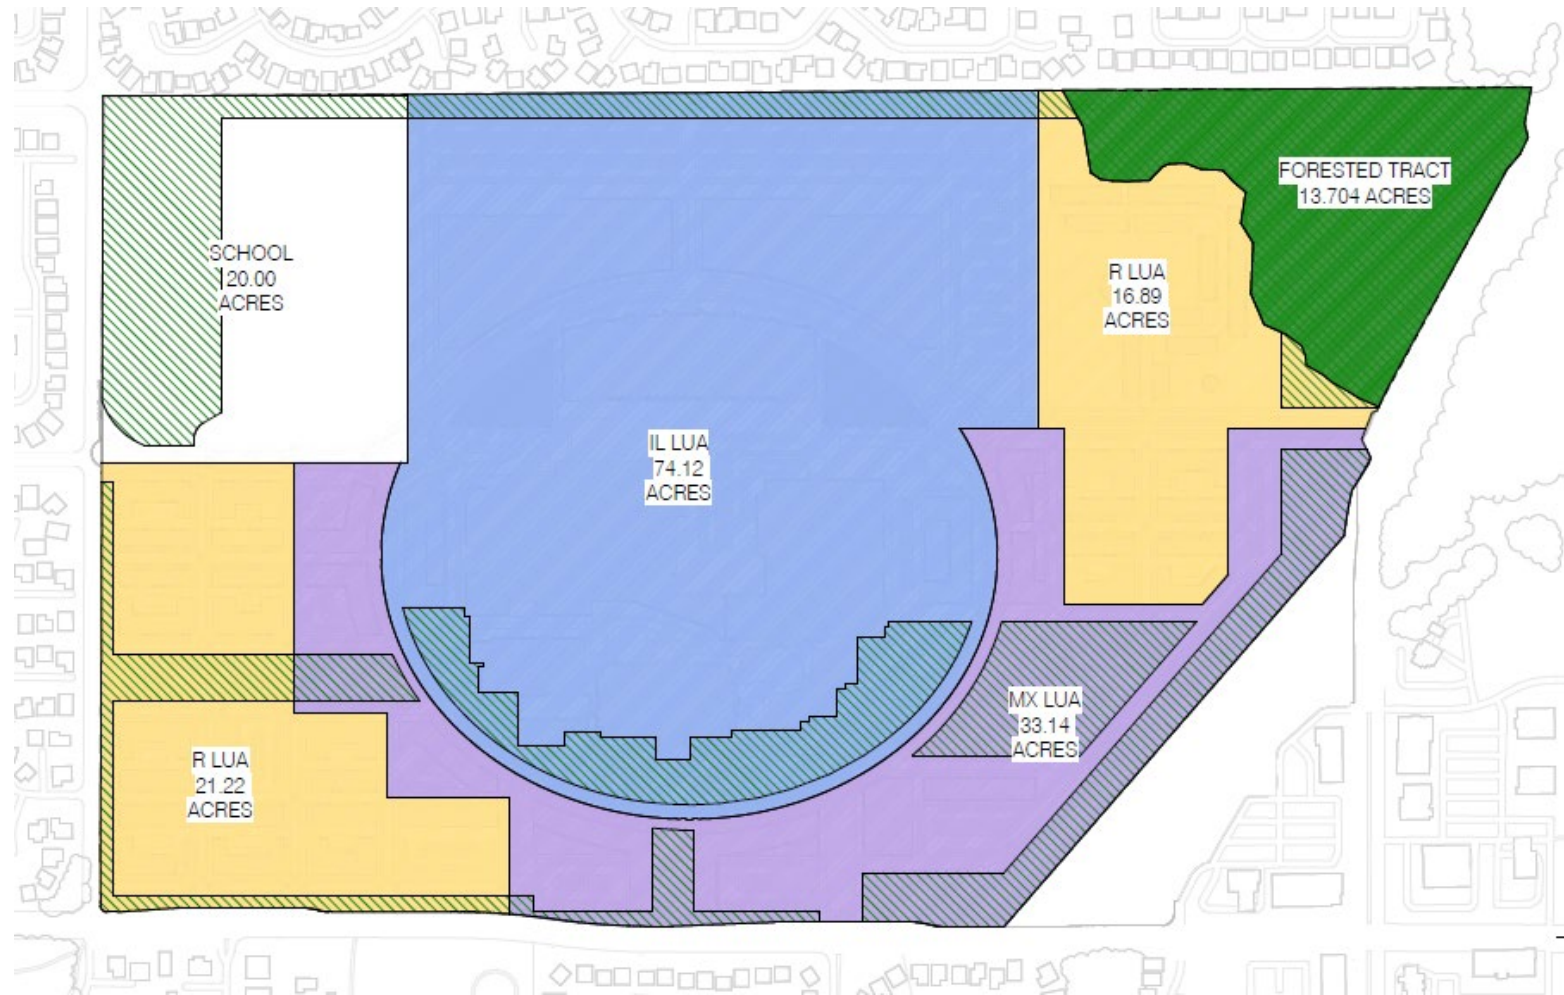 FORESTED TRACT
13.704 ACRES
SCHOOL
20.00
ACRES
R LUA
16.89
ACRES
IL LUA
74.12
ACRES
MX LUA
33.14
ACRES
R LUA
21.22
ACRES